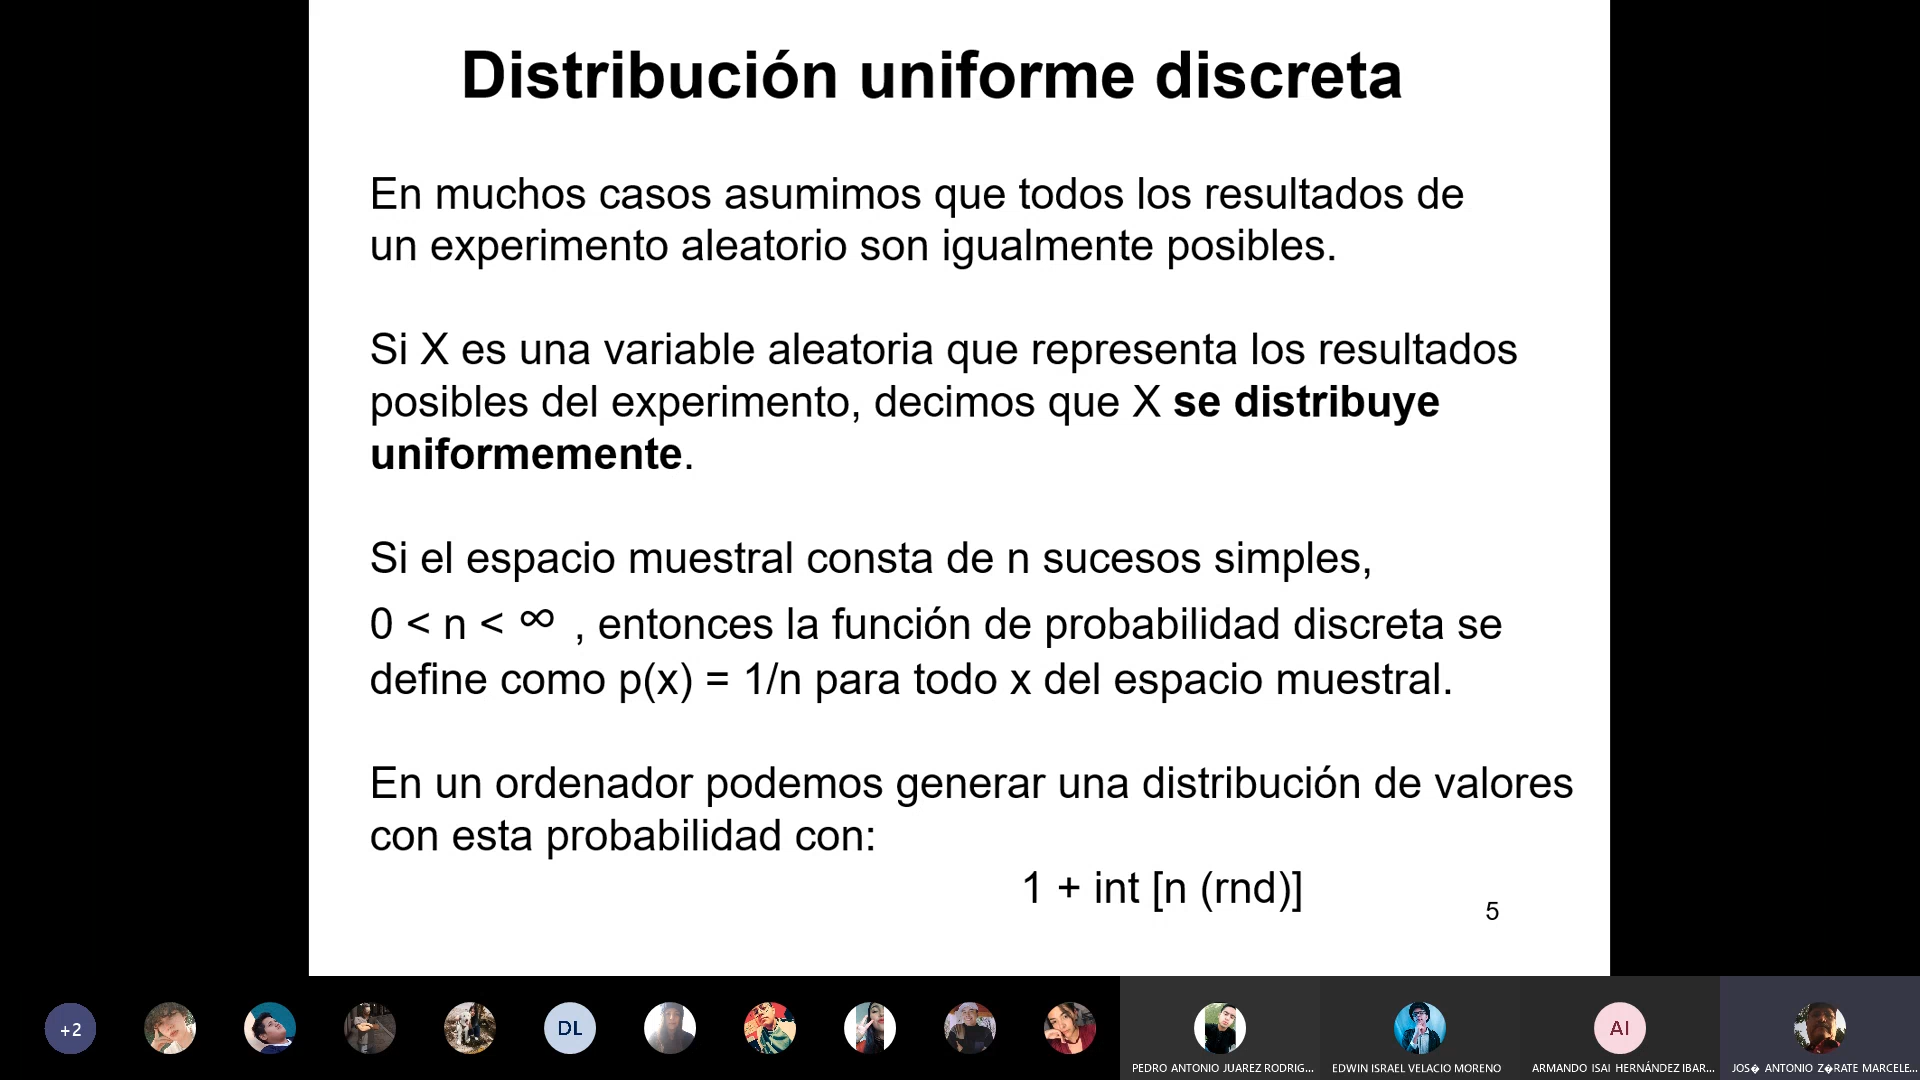 Distribución uniforme discreta
En muchos casos asumimos que todos los resultados de
un experimento aleatorio son igualmente posibles.
Si X es una variable aleatoria que representa los resultados
posibles del experimento, decimos que X se distribuye
uniformemente.
Si el espacio muestral consta de n sucesos simples,
0 < n < ∞ , entonces la función de probabilidad discreta se
define como p(x) = 1/n para todo x del espacio muestral.
En un ordenador podemos generar una distribución de valores
con esta probabilidad con:
1 + int [n (rnd)]
5
+2
DL
AI
PEDRO ANTONIO JUAREZ RODRIG...
EDWIN ISRAEL VELACIO MORENO
ARMANDO ISAI HERNÁNDEZ IBAR...
JOS� ANTONIO Z�RATE MARCELE...